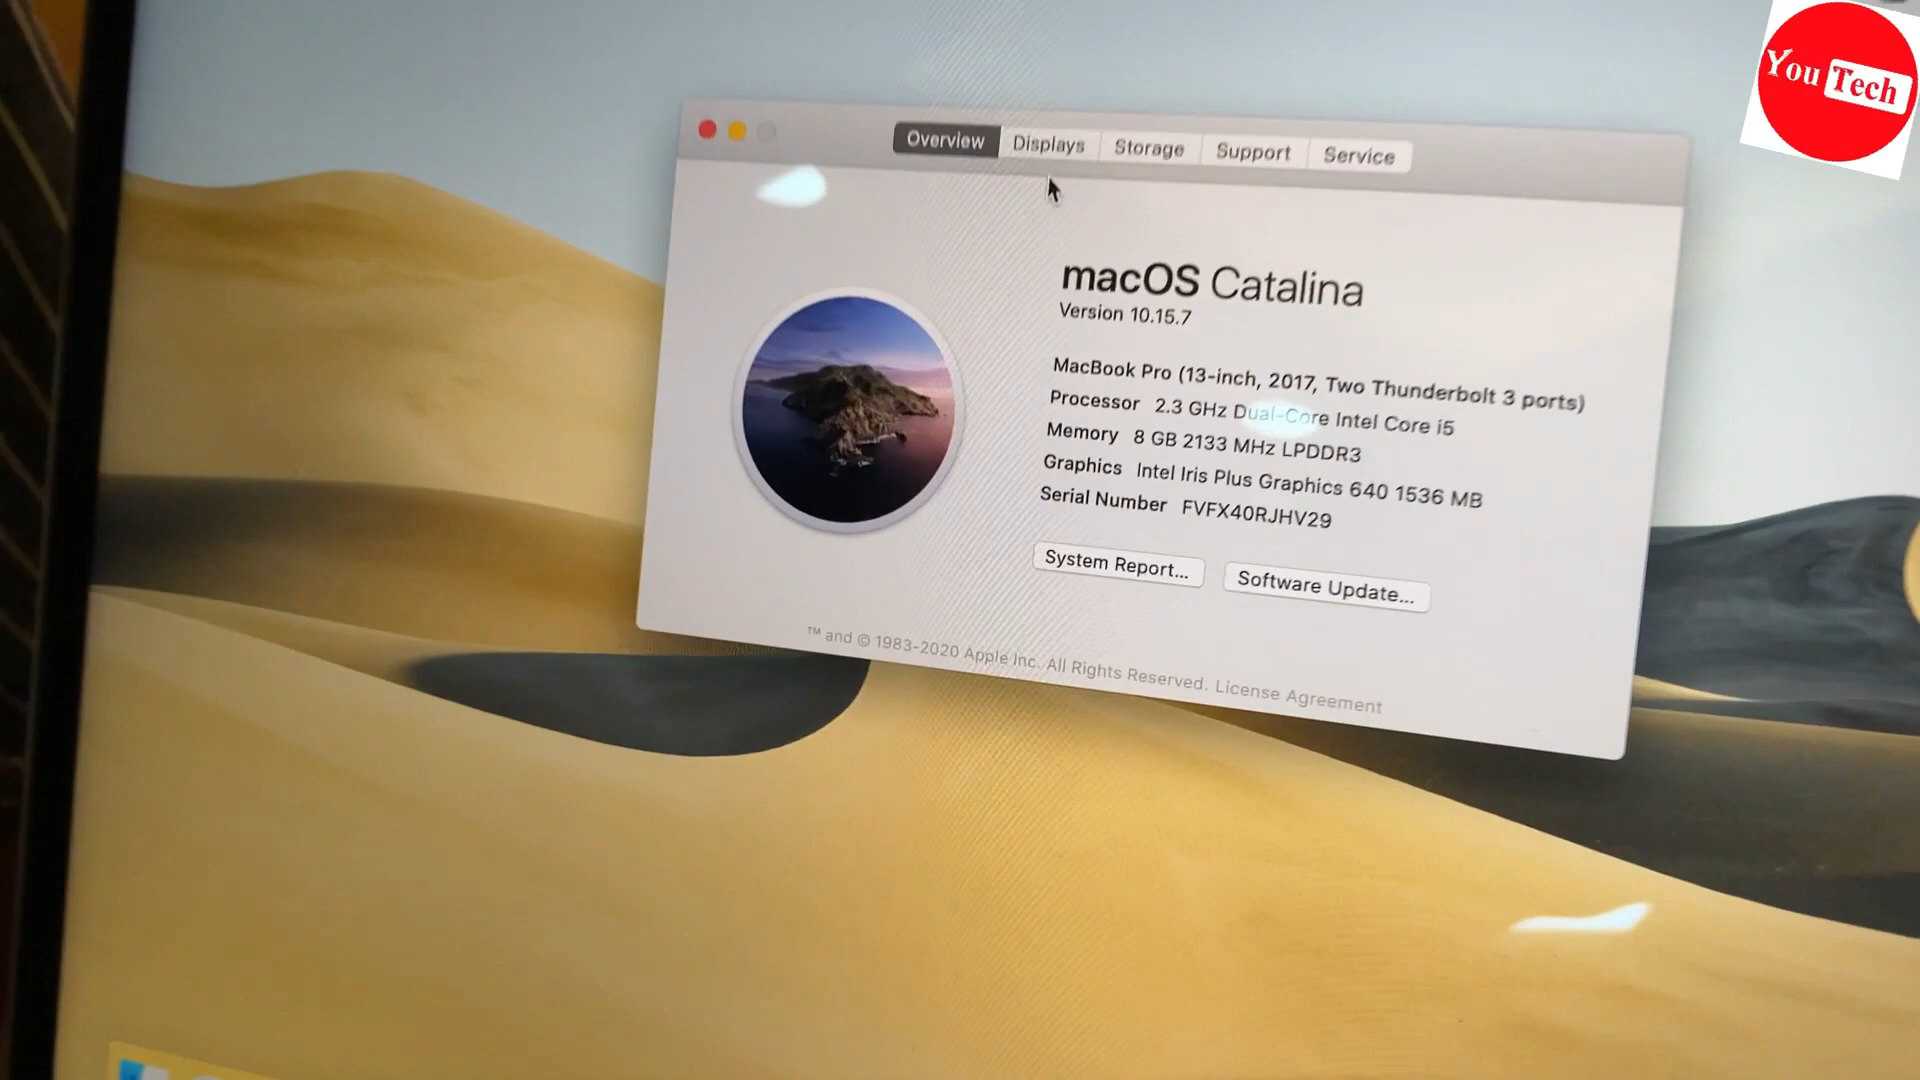 You Tech
Overview Displays Storage Support Service
macOS Catalina
Version 10.15.7
MacBook Pro (13-inch, 2017, Two Thunderbolt 3 ports)
Processor 2.3 GHz Dual-Core Intel Core i5
Memory 8 GB 2133 MHz LPDDR3
Graphics Intel Iris Plus Graphics 640 1536 MB
Serial Number FVFX40RJHV29
System Report... Software Update...
™ and © 1983-2020 Apple Inc. All Rights Reserved. License Agreement